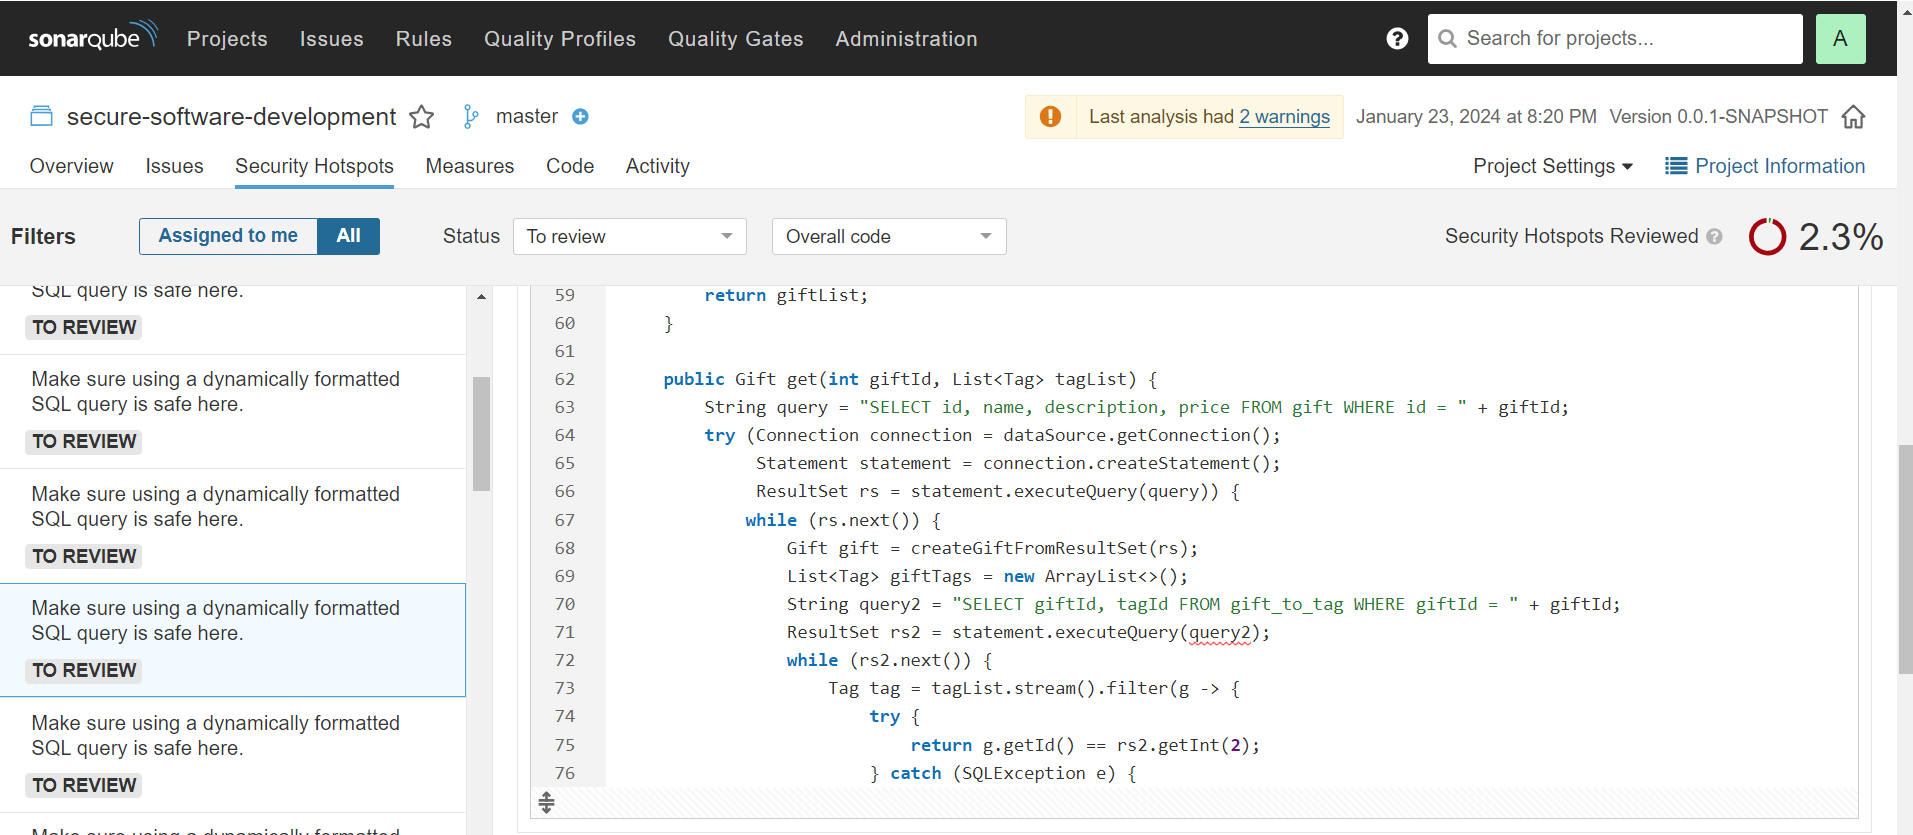 sonarqube Projects Issues Rules Quality Profiles Quality Gates Administration ? Search for projects... A
secure-software-development master Last analysis had 2 warnings January 23, 2024 at 8:20 PM Version 0.0.1-SNAPSHOT
Overview Issues Security Hotspots Measures Code Activity Project Settings Project Information
Filters Assigned to me All Status To review Overall code Security Hotspots Reviewed ? 2.3%
SQL query is safe here.
TO REVIEW
Make sure using a dynamically formatted
SQL query is safe here.
TO REVIEW
Make sure using a dynamically formatted
SQL query is safe here.
TO REVIEW
Make sure using a dynamically formatted
SQL query is safe here.
TO REVIEW
Make sure using a dynamically formatted
SQL query is safe here.
TO REVIEW
Make sure using a dynamically formatted
59 return giftList;
60 }
61
62 public Gift get(int giftId, List<Tag> tagList) {
63 String query = "SELECT id, name, description, price FROM gift WHERE id = " + giftId;
64 try (Connection connection = dataSource.getConnection();
65 Statement statement = connection.createStatement();
66 ResultSet rs = statement.executeQuery(query)) {
67 while (rs.next()) {
68 Gift gift = createGiftFromResultSet(rs);
69 List<Tag> giftTags = new ArrayList<>();
70 String query2 = "SELECT giftId, tagId FROM gift_to_tag WHERE giftId = " + giftId;
71 ResultSet rs2 = statement.executeQuery(query2);
72 while (rs2.next()) {
73 Tag tag = tagList.stream().filter(g -> {
74 try {
75 return g.getId() == rs2.getInt(2);
76 } catch (SQLException e) {